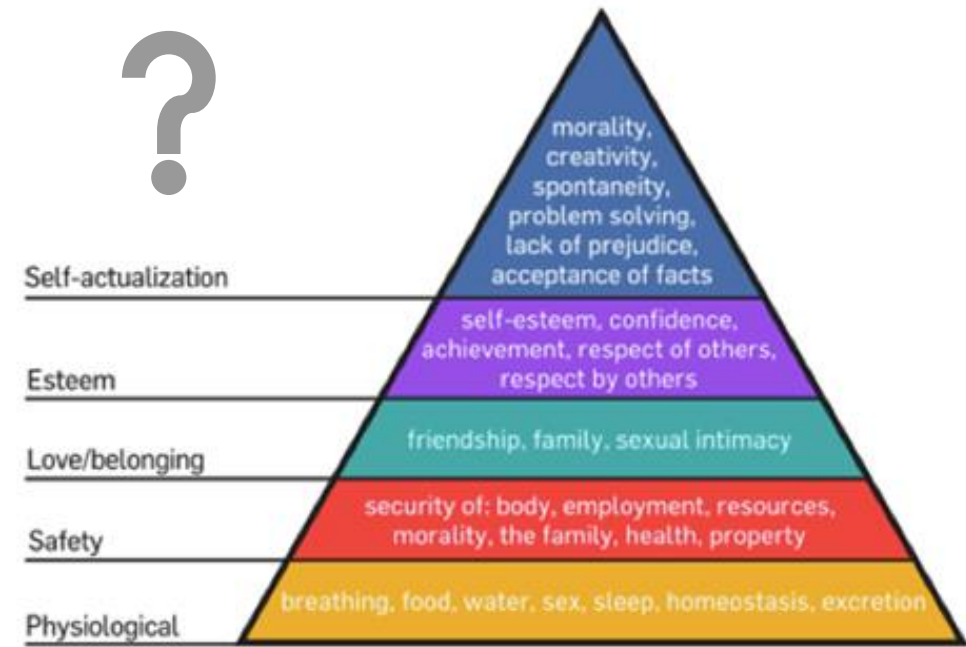 ?
morality,
creativity,
spontaneity,
problem solving,
lack of prejudice,
acceptance of facts
Self-actualization
self-esteem, confidence,
achievement, respect of others,
respect by others
Esteem
friendship, family, sexual intimacy
Love/belonging
security of: body, employment, resources,
morality, the family, health, property
Safety
breathing, food, water, sex, sleep, homeostasis, excretion
Physiological